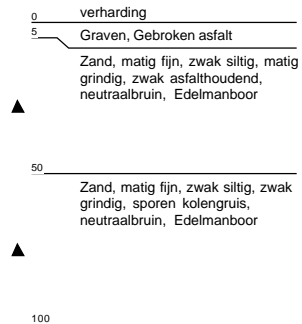 0
verharding
5
Graven, Gebroken asfalt
Zand, matig fijn, zwak siltig, matig
grindig, zwak asfalthoudend,
neutraalbruin, Edelmanboor
50
Zand, matig fijn, zwak siltig, zwak
grindig, sporen kolengruis,
neutraalbruin, Edelmanboor
100